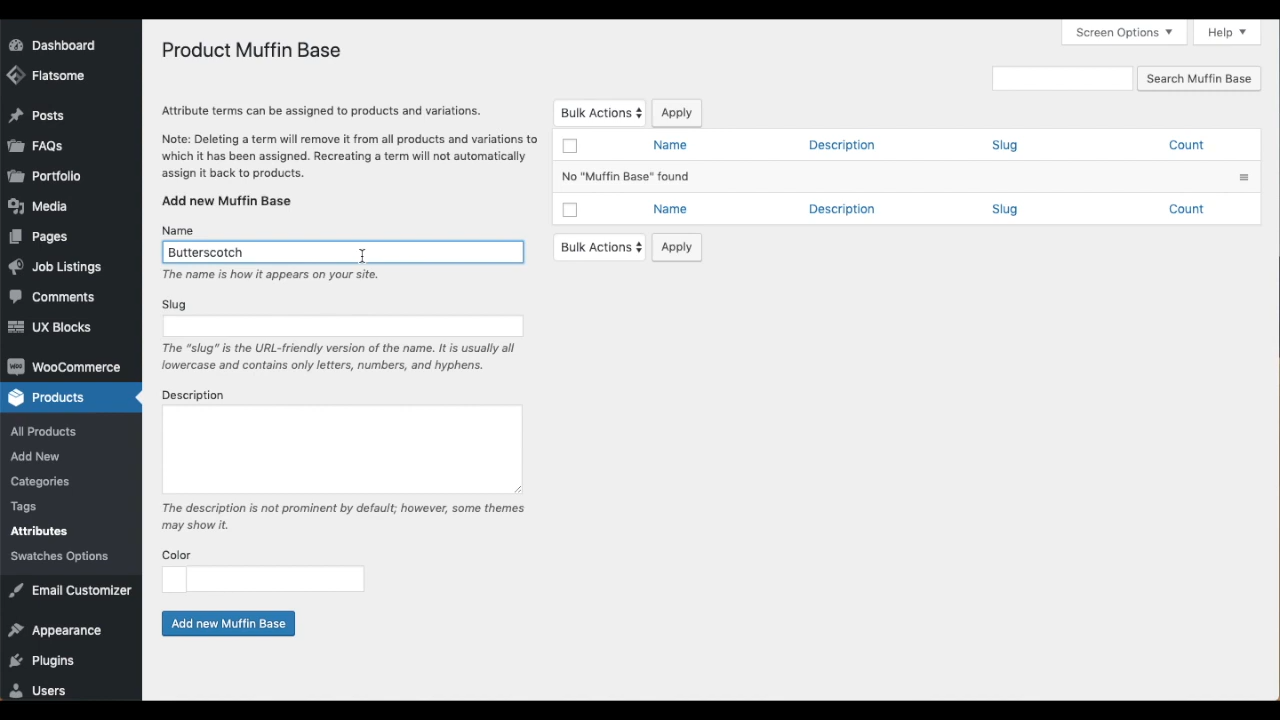 Dashboard
Flatsome
Posts
FAQs
Portfolio
Media
Pages
Job Listings
Comments
UX Blocks
WooCommerce
Products
All Products
Add New
Categories
Tags
Attributes
Swatches Options
Email Customizer
Appearance
Plugins
Users
Screen Options
Help
Product Muffin Base
Search Muffin Base
Attribute terms can be assigned to products and variations.
Note: Deleting a term will remove it from all products and variations to
which it has been assigned. Recreating a term will not automatically
assign it back to products.
Add new Muffin Base
Name
Butterscotch
The name is how it appears on your site.
Slug
The “slug” is the URL-friendly version of the name. It is usually all
lowercase and contains only letters, numbers, and hyphens.
Description
The description is not prominent by default; however, some themes
may show it.
Color
Add new Muffin Base
Bulk Actions Apply
Name Description Slug Count
No "Muffin Base" found
Name Description Slug Count
Bulk Actions Apply